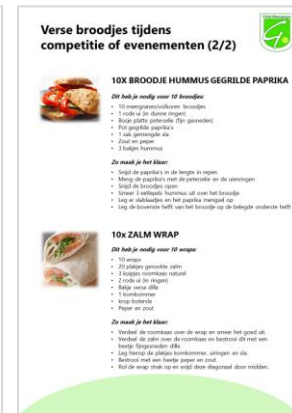 Verse broodjes tijdens
competitie of evenementen (2/2)
10X BROODJE HUMMUS GEGRILDE PAPRIKA
Dit heb je nodig voor 10 broodjes:
• 10 meergranen/volkoren broodjes
• 1 rode ui (in dunne ringen)
• Bosje platte peterselie (fijn gesneden)
• Pot gegrilde paprika's
• 1 zak gemengde sla
• Zout en peper
• 3 bakjes hummus
Zo maak je het klaar:
• Snijd de paprika's in de lengte in repen
• Meng de paprika's met de peterselie en de uienringen
• Snijd de broodjes open
• Smeer 3 eetlepels hummus uit over het broodje
• Leg er slablaadjes en het paprika mengsel op
• Leg de bovenste helft van het broodje op de belegde onderste helft
10x ZALM WRAP
Dit heb je nodig voor 10 wraps:
• 10 wraps
• 20 plakjes gerookte zalm
• 3 kuipjes roomkaas naturel
• 2 rode ui (in ringen)
• Bakje verse dille
• 1 komkommer
• krop botersla
• Peper en zout
Zo maak je het klaar:
• Verdeel de roomkaas over de wrap en smeer het goed uit.
• Verdeel de zalm over de roomkaas en bestrooi dit met een
beetje fijngesneden dille.
• Leg hierop de plakjes komkommer, uiringen en sla.
• Bestrooi met een beetje peper en zout.
• Rol de wrap strak op en snijd deze diagonaal door midden.